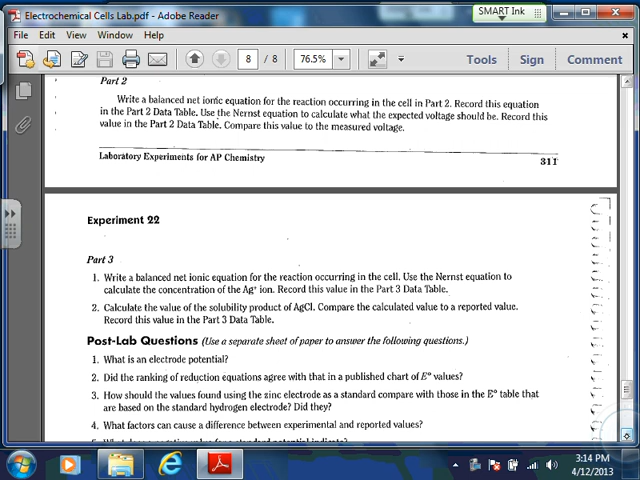 Electrochemical Cells Lab.pdf - Adobe Reader
SMART Ink
File Edit View Window Help
8 / 8 76.5% Tools Sign Comment
Part 2
Write a balanced net ionic equation for the reaction occurring in the cell in Part 2. Record this equation
in the Part 2 Data Table. Use the Nernst equation to calculate what the expected voltage should be. Record this
value in the Part 2 Data Table. Compare this value to the measured voltage.
Laboratory Experiments for AP Chemistry 311
Experiment 22
Part 3
1. Write a balanced net ionic equation for the reaction occurring in the cell. Use the Nernst equation to
calculate the concentration of the Ag⁺ ion. Record this value in the Part 3 Data Table.
2. Calculate the value of the solubility product of AgCl. Compare the calculated value to a reported value.
Record this value in the Part 3 Data Table.
Post-Lab Questions (Use a separate sheet of paper to answer the following questions.)
1. What is an electrode potential?
2. Did the ranking of reduction equations agree with that in a published chart of E° values?
3. How should the values found using the zinc electrode as a standard compare with those in the E° table that
are based on the standard hydrogen electrode? Did they?
4. What factors can cause a difference between experimental and reported values?
3:14 PM
4/12/2013